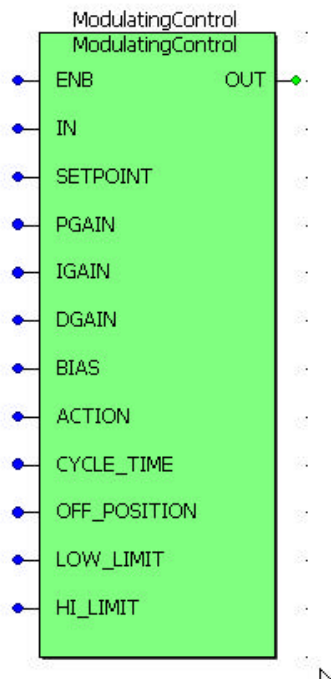 ModulatingControl
ModulatingControl
ENB OUT
IN
SETPOINT
PGAIN
IGAIN
DGAIN
BIAS
ACTION
CYCLE_TIME
OFF_POSITION
LOW_LIMIT
HI_LIMIT